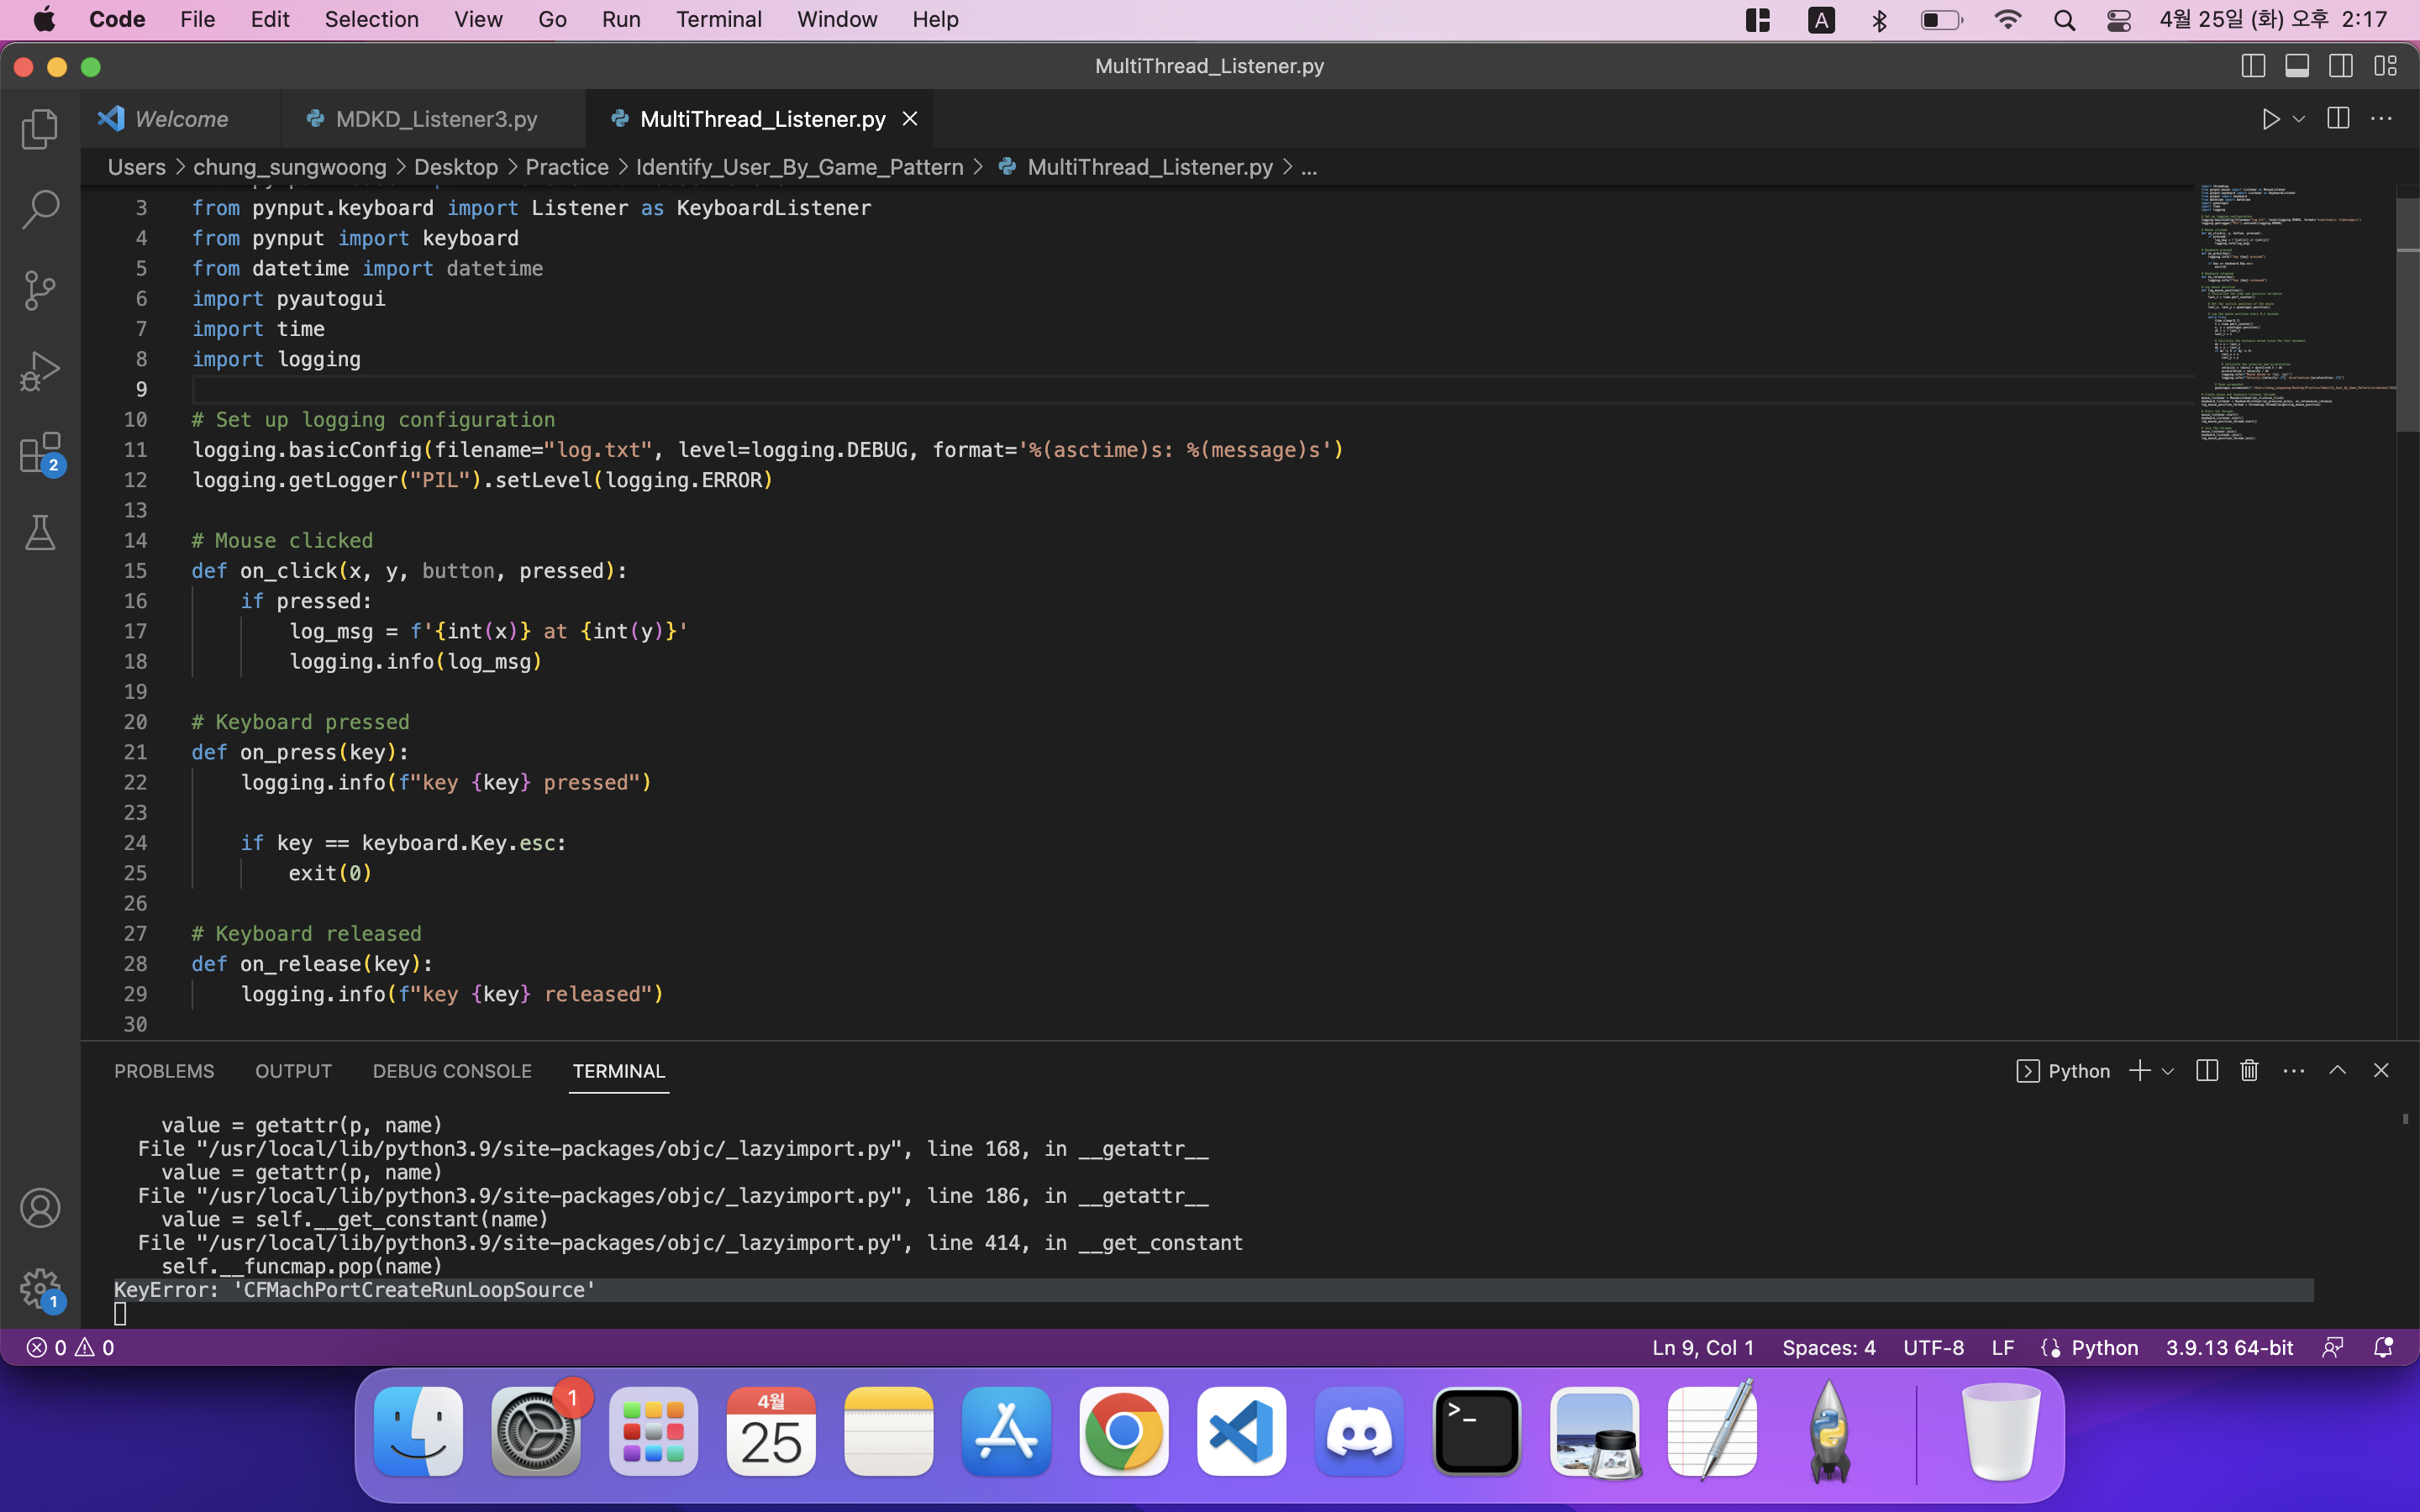 Code File Edit Selection View Go Run Terminal Window Help A 4월 25일 (화) 오후 2:17
MultiThread_Listener.py
Welcome MDKD_Listener3.py MultiThread_Listener.py
Users > chung_sungwoong > Desktop > Practice > Identify_User_By_Game_Pattern > MultiThread_Listener.py > ...
3 from pynput.keyboard import Listener as KeyboardListener
4 from pynput import keyboard
5 from datetime import datetime
6 import pyautogui
7 import time
8 import logging
9
10 # Set up logging configuration
11 logging.basicConfig(filename="log.txt", level=logging.DEBUG, format='%(asctime)s: %(message)s')
12 logging.getLogger("PIL").setLevel(logging.ERROR)
13
14 # Mouse clicked
15 def on_click(x, y, button, pressed):
16 if pressed:
17 log_msg = f'{int(x)} at {int(y)}'
18 logging.info(log_msg)
19
20 # Keyboard pressed
21 def on_press(key):
22 logging.info(f"key {key} pressed")
23
24 if key == keyboard.Key.esc:
25 exit(0)
26
27 # Keyboard released
28 def on_release(key):
29 logging.info(f"key {key} released")
30
2
1
PROBLEMS OUTPUT DEBUG CONSOLE TERMINAL Python
value = getattr(p, name)
File "/usr/local/lib/python3.9/site-packages/objc/_lazyimport.py", line 168, in __getattr__
value = getattr(p, name)
File "/usr/local/lib/python3.9/site-packages/objc/_lazyimport.py", line 186, in __getattr__
value = self.__get_constant(name)
File "/usr/local/lib/python3.9/site-packages/objc/_lazyimport.py", line 414, in __get_constant
self.__funcmap.pop(name)
KeyError: 'CFMachPortCreateRunLoopSource'
0 0 Ln 9, Col 1 Spaces: 4 UTF-8 LF Python 3.9.13 64-bit
1
4월
25
>_